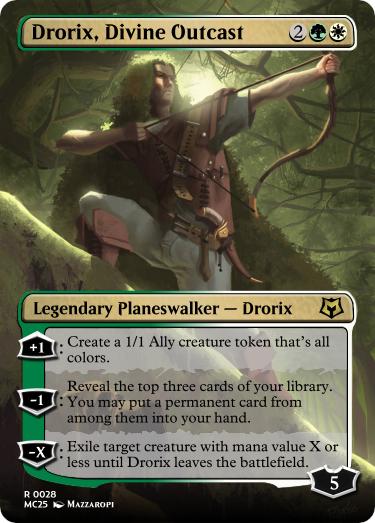 Drorix, Divine Outcast 2
Legendary Planeswalker — Drorix
+1 : Create a 1/1 Ally creature token that's all
colors.
-1 : Reveal the top three cards of your library.
You may put a permanent card from
among them into your hand.
-X : Exile target creature with mana value X or
less until Drorix leaves the battlefield.
5
R 0028
MC25 Mazzaropi